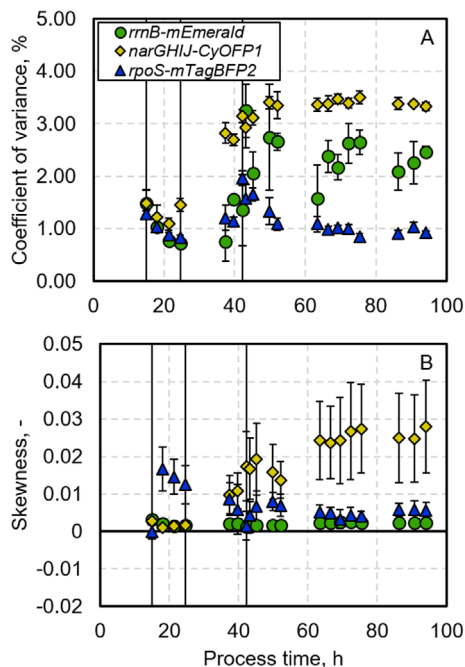 5.00
4.00
3.00
2.00
1.00
0.00
Coefficient of variance, %
rrnB-mEmerald
narGHIJ-CyOFP1
rpoS-mTagBFP2
A
0 20 40 60 80 100
0.05
0.04
0.03
0.02
0.01
0
-0.01
-0.02
Skewness, -
B
0 20 40 60 80 100
Process time, h